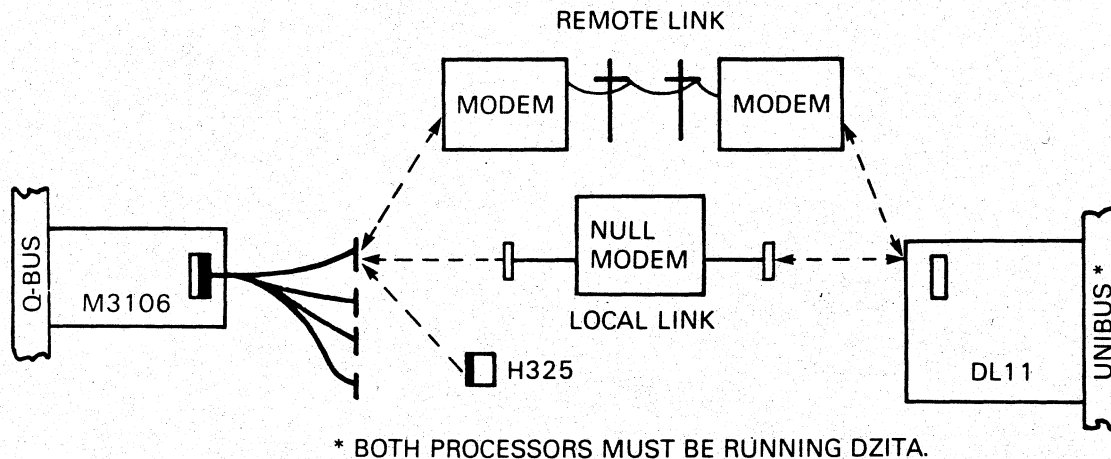 REMOTE LINK
MODEM
MODEM
Q-BUS
M3106
NULL
MODEM
LOCAL LINK
H325
DL11
UNIBUS *
* BOTH PROCESSORS MUST BE RUNNING DZITA.